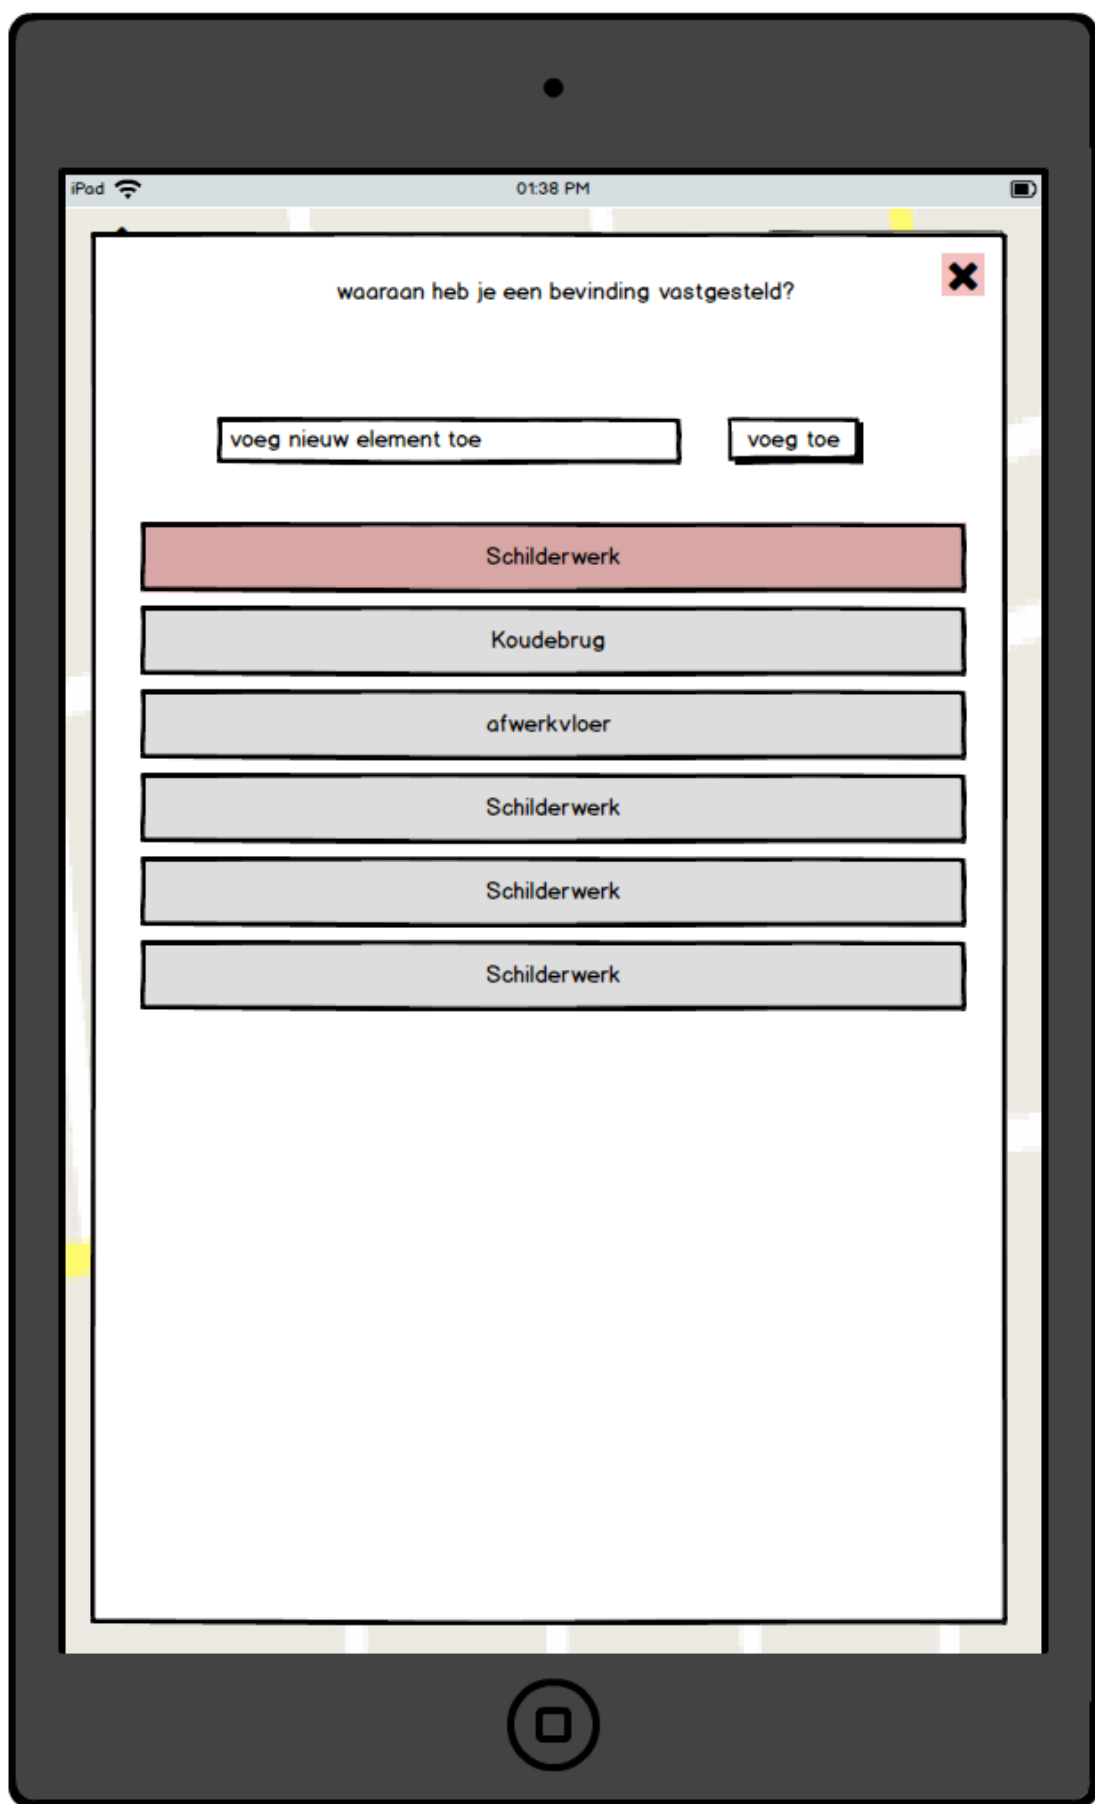 iPad
01:38 PM
waaraan heb je een bevinding vastgesteld?
voeg nieuw element toe
voeg toe
Schilderwerk
Koudebrug
afwerkvloer
Schilderwerk
Schilderwerk
Schilderwerk